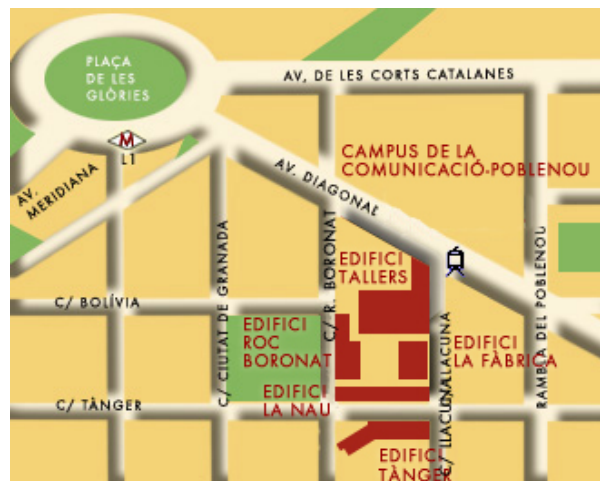 PLAÇA
DE LES
GLÒRIES
AV, DE LES CORTS CATALANES
M
L1
CAMPUS DE LA
COMUNICACIÓ-POBLENOU
AV. DIAGONAL
AV.
MERIDIANA
C/ CIUTAT DE GRANADA
C/ R. BORONAT
RAMBLA DEL POBLENOU
EDIFICI
TALLERS
C/ BOLÍVIA
EDIFICI
ROC
BORONAT
EDIFICI
LA FÀBRICA
C/ LLACUNA
EDIFICI
LA NAU
C/ TÀNGER
C/ LLACUNA
EDIFICI
TÀNGER